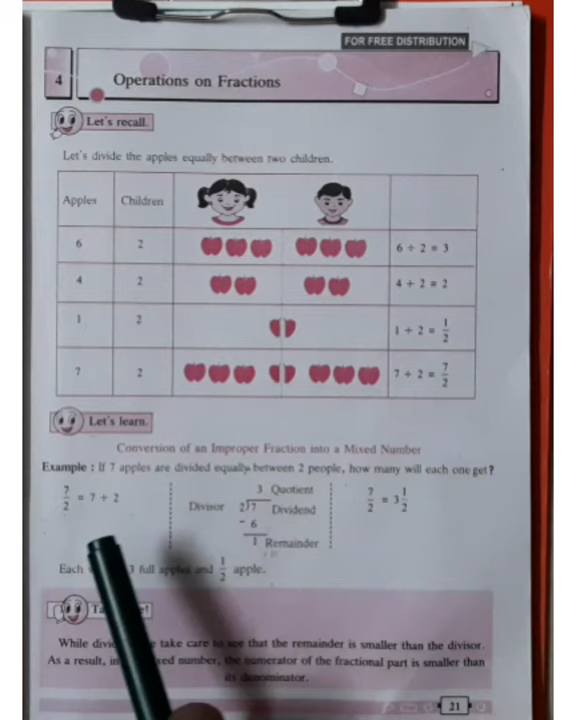 FOR FREE DISTRIBUTION
4 Operations on Fractions
Let's recall.
Let's divide the apples equally between two children.
Apples Children
6 2 6 ÷ 2 = 3
4 2 4 ÷ 2 = 2
1 2 1 ÷ 2 = 1/2
7 2 7 ÷ 2 = 7/2
Let's learn.
Conversion of an Improper Fraction into a Mixed Number
Example : If 7 apples are divided equally between 2 people, how many will each one get?
7/2 = 7 ÷ 2
3 Quotient
Divisor 2)7 Dividend
- 6
1 Remainder
7/2 = 3 1/2
Each 3 full apples and 1/2 apple.
While take care to see that the remainder is smaller than the divisor.
As a result, in number, the numerator of the fractional part is smaller than
its denominator.
21